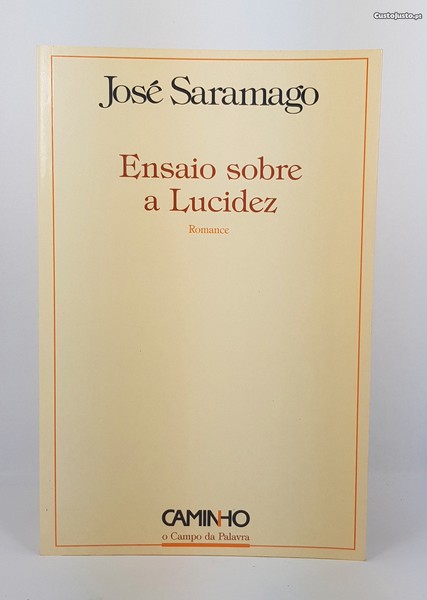 CustoJusto.pt
José Saramago
Ensaio sobre
a Lucidez
Romance
CAMINHO
o Campo da Palavra